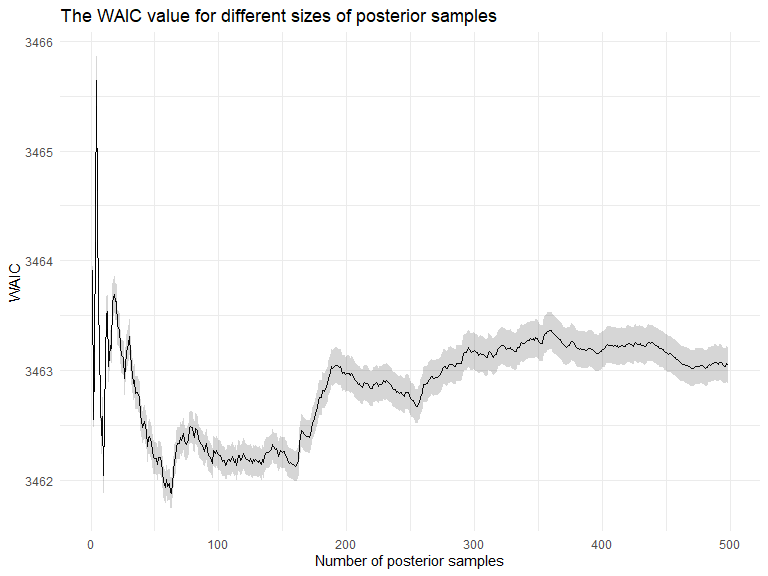 The WAIC value for different sizes of posterior samples
3466
3465
3464
3463
3462
WAIC
0 100 200 300 400 500
Number of posterior samples